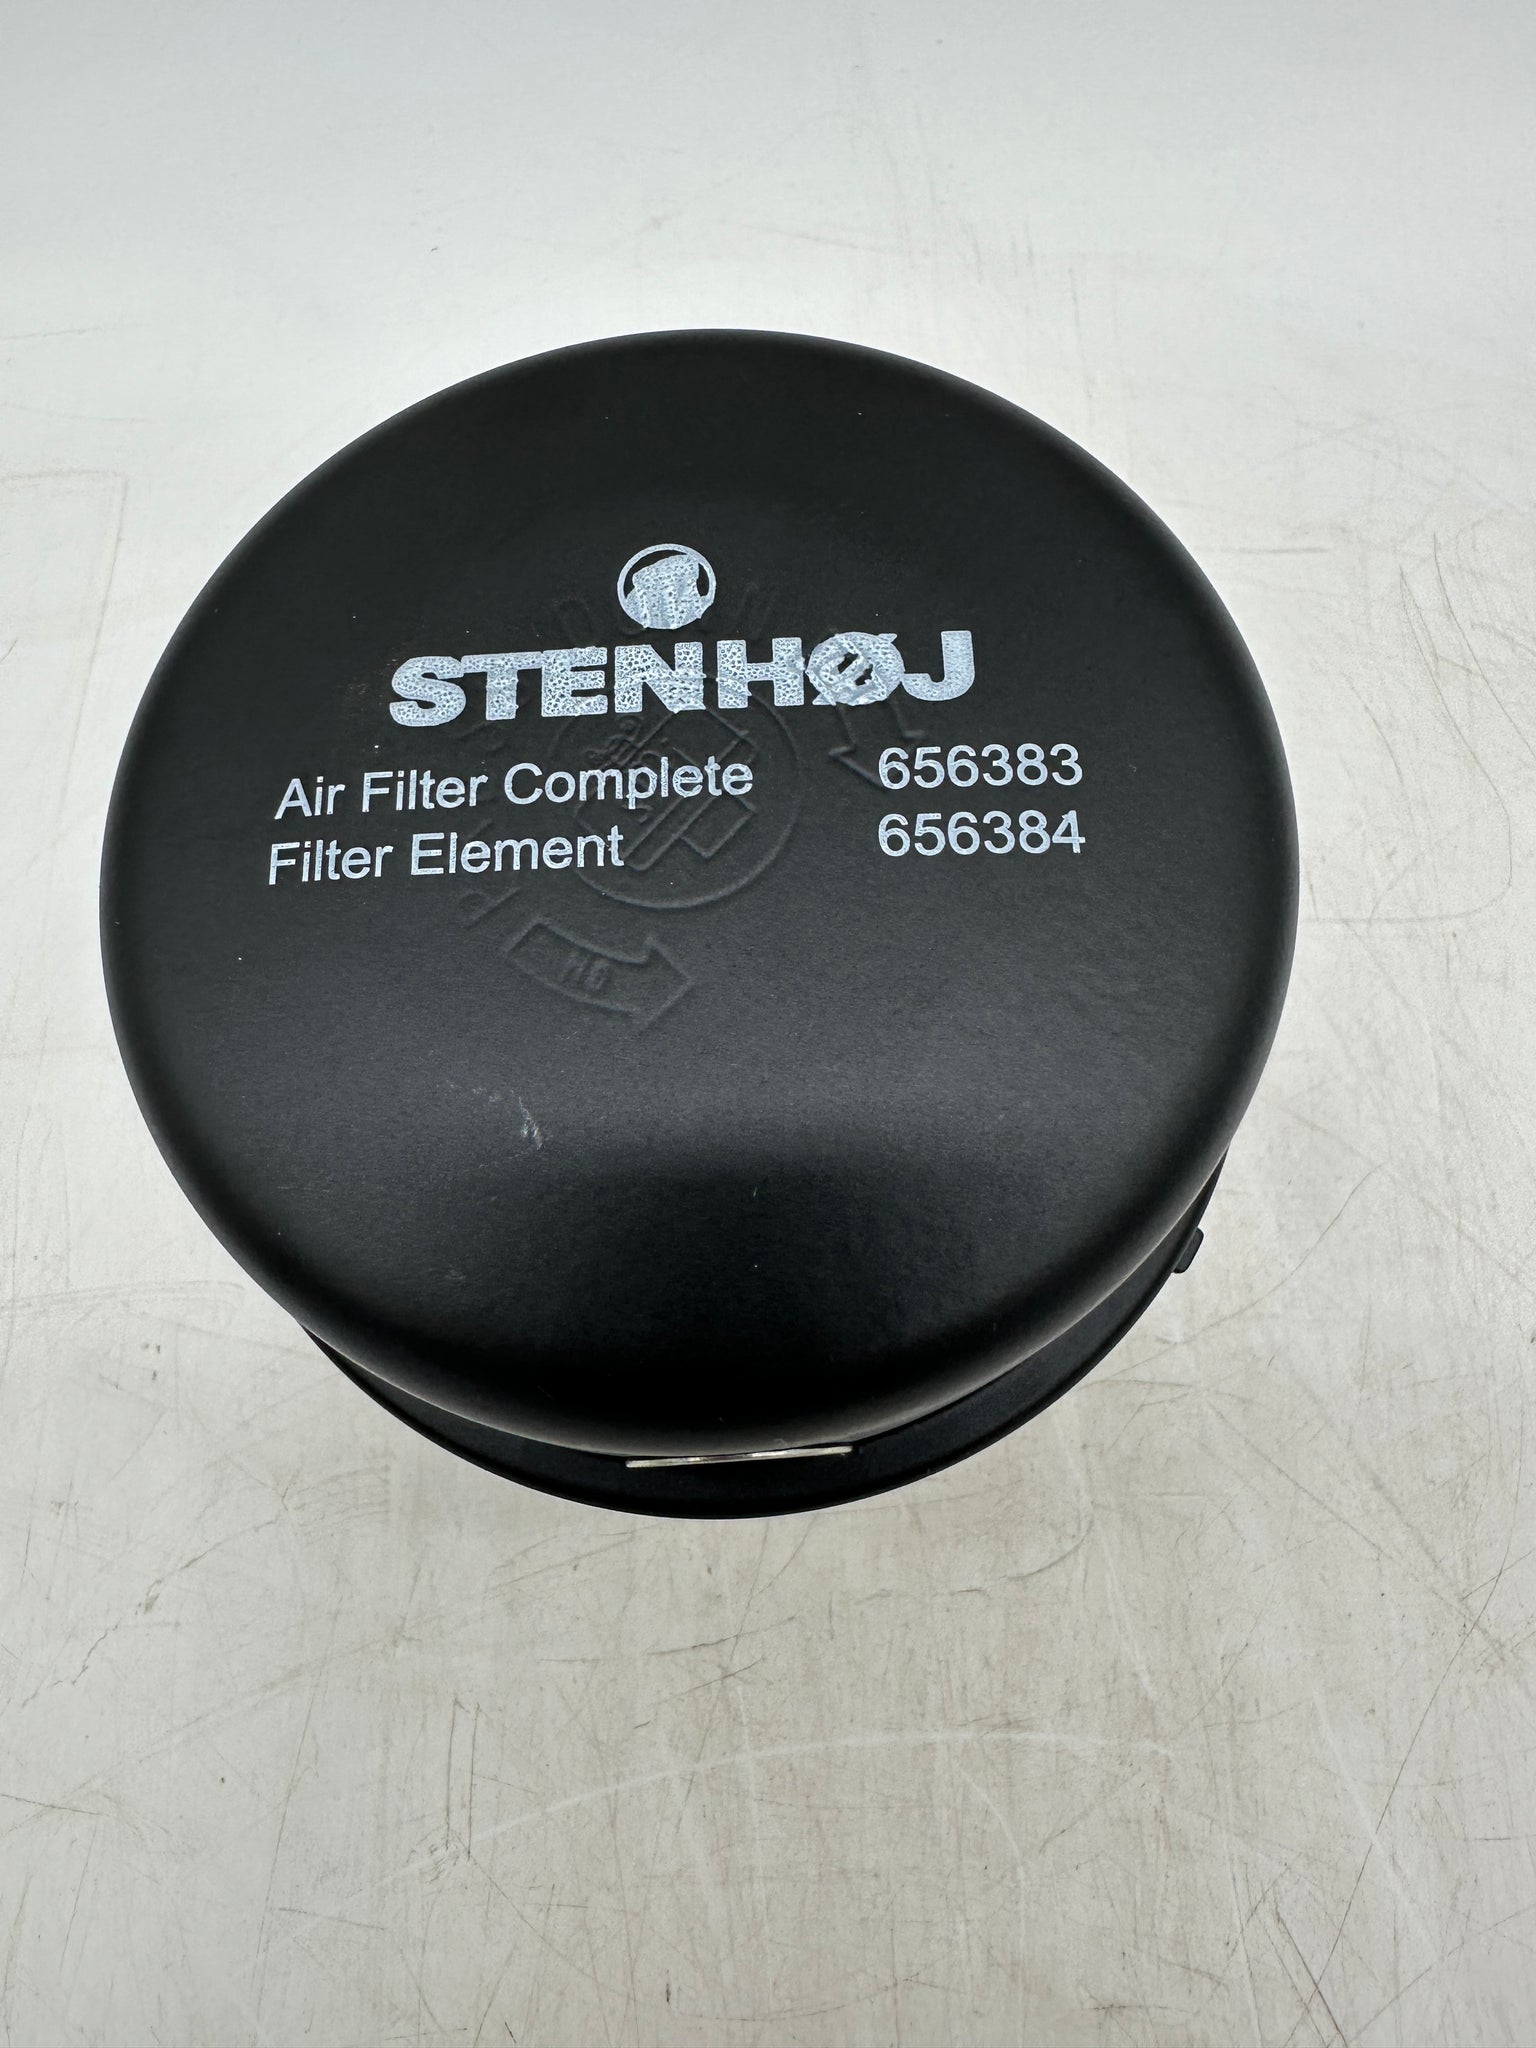 STENHØJ
Air Filter Complete 656383
Filter Element 656384